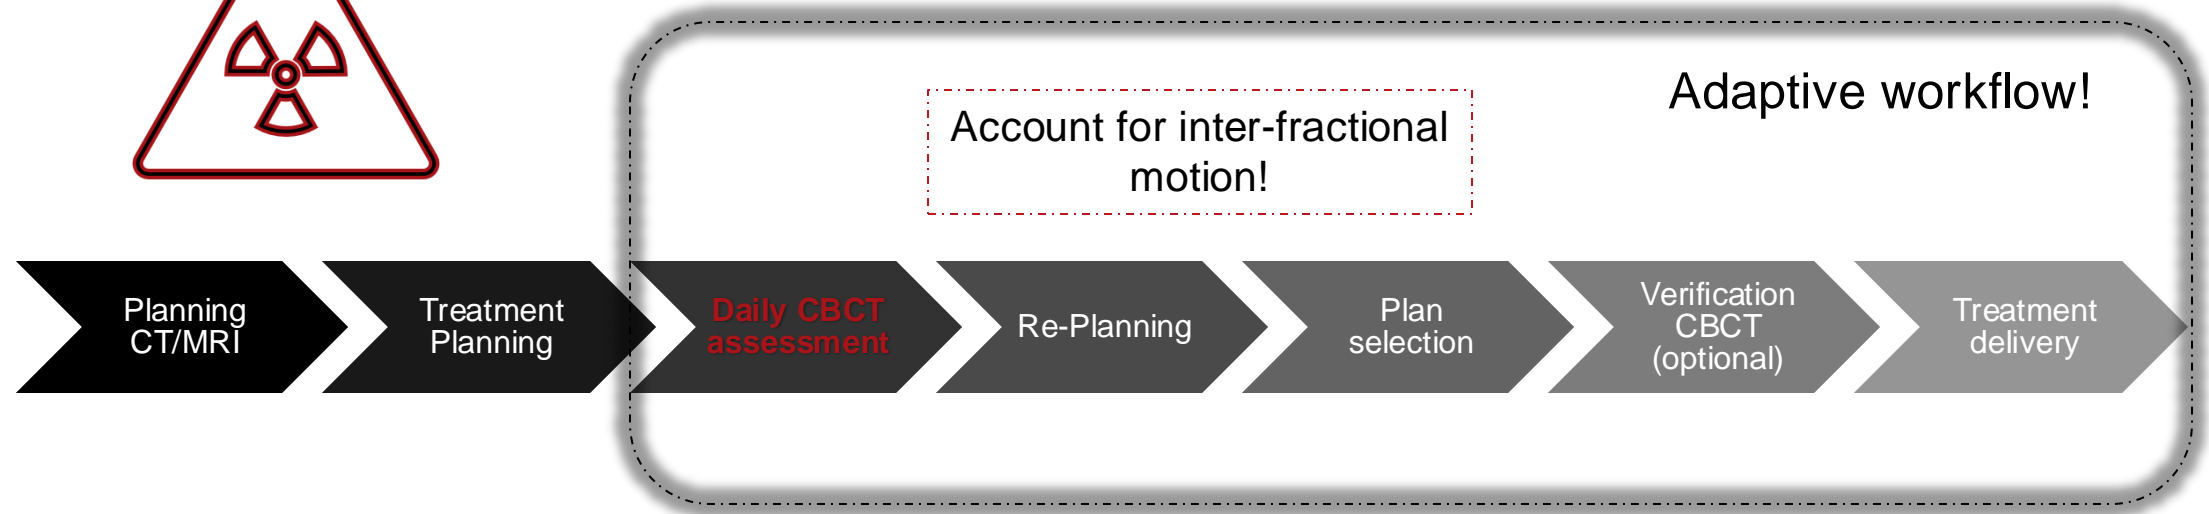 Adaptive workflow!
Account for inter-fractional
motion!
Planning
CT/MRI
Treatment
Planning
Daily CBCT
assessment
Re-Planning
Plan
selection
Verification
CBCT
(optional)
Treatment
delivery